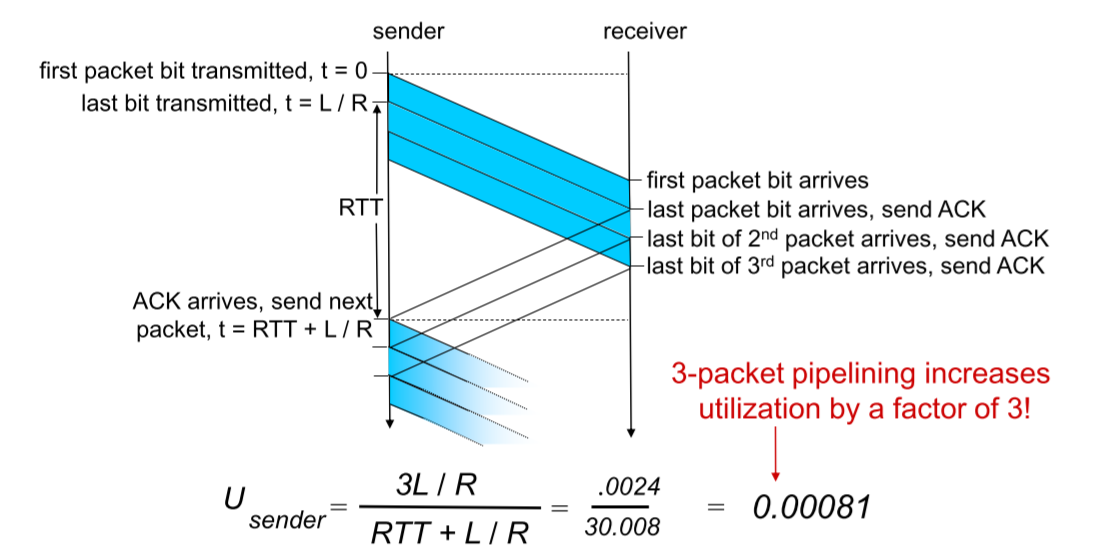 sender
receiver
first packet bit transmitted, t = 0
last bit transmitted, t = L / R
RTT
first packet bit arrives
last packet bit arrives, send ACK
last bit of 2nd packet arrives, send ACK
last bit of 3rd packet arrives, send ACK
ACK arrives, send next
packet, t = RTT + L / R
3-packet pipelining increases
utilization by a factor of 3!
U sender = 3L / R / RTT + L / R = .0024 / 30.008 = 0.00081